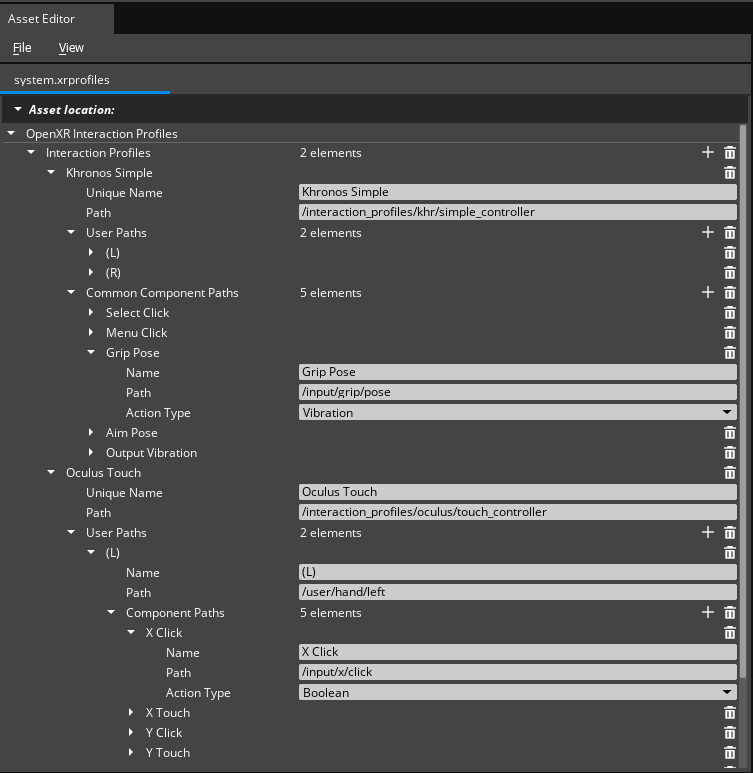 Asset Editor
File View
system.xrprofiles
Asset location:
OpenXR Interaction Profiles
Interaction Profiles 2 elements
Khronos Simple
Unique Name Khronos Simple
Path /interaction_profiles/khr/simple_controller
User Paths 2 elements
(L)
(R)
Common Component Paths 5 elements
Select Click
Menu Click
Grip Pose
Name Grip Pose
Path /input/grip/pose
Action Type Vibration
Aim Pose
Output Vibration
Oculus Touch
Unique Name Oculus Touch
Path /interaction_profiles/oculus/touch_controller
User Paths 2 elements
(L)
Name (L)
Path /user/hand/left
Component Paths 5 elements
X Click
Name X Click
Path /input/x/click
Action Type Boolean
X Touch
Y Click
Y Touch